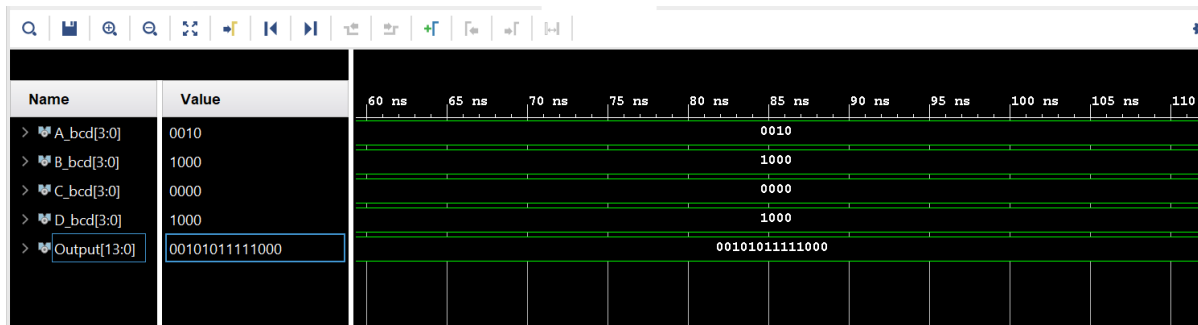 Name Value
60 ns 65 ns 70 ns 75 ns 80 ns 85 ns 90 ns 95 ns 100 ns 105 ns 110
A_bcd[3:0] 0010 0010
B_bcd[3:0] 1000 1000
C_bcd[3:0] 0000 0000
D_bcd[3:0] 1000 1000
Output[13:0] 00101011111000 00101011111000